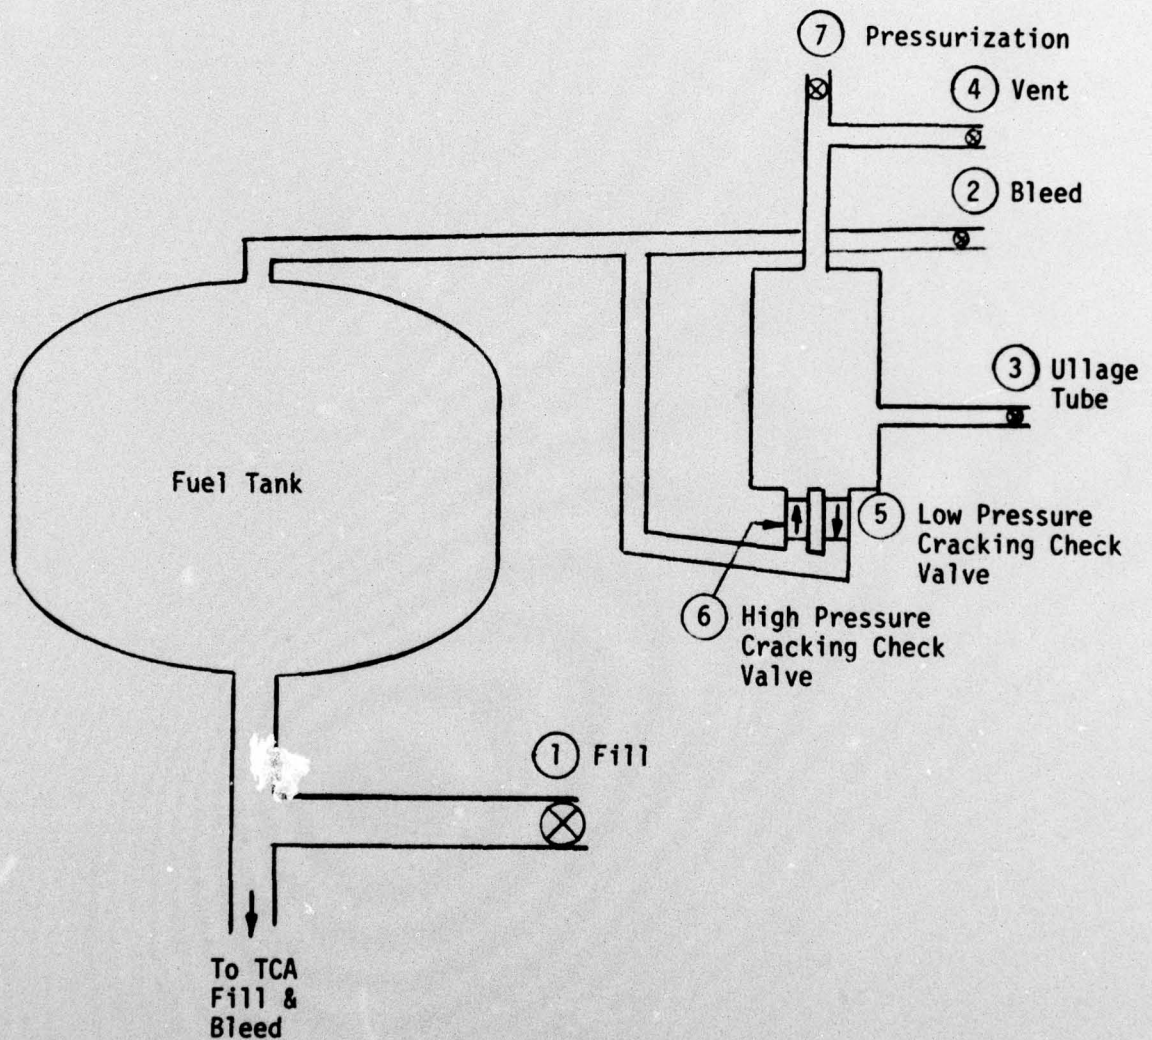 7 Pressurization
4 Vent
2 Bleed
3 Ullage
Tube
Fuel Tank
5 Low Pressure
Cracking Check
Valve
6 High Pressure
Cracking Check
Valve
1 Fill
To TCA
Fill &
Bleed